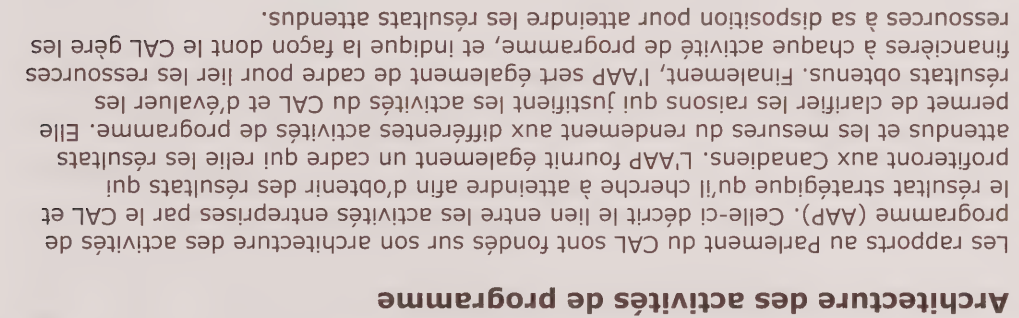 Architecture des activités de programme
Les rapports au Parlement du CAL sont fondés sur son architecture des activités de
programme (AAP). Celle-ci décrit le lien entre les activités entreprises par le CAL et
le résultat stratégique qu'il cherche à atteindre afin d'obtenir des résultats qui
profiteront aux Canadiens. L'AAP fournit également un cadre qui relie les résultats
attendus et les mesures du rendement aux différentes activités de programme. Elle
permet de clarifier les raisons qui justifient les activités du CAL et d'évaluer les
résultats obtenus. Finalement, l'AAP sert également de cadre pour lier les ressources
financières à chaque activité de programme, et indique la façon dont le CAL gère les
ressources à sa disposition pour atteindre les résultats attendus.